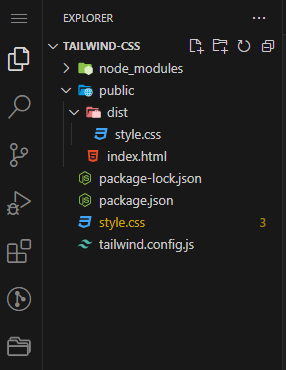 EXPLORER
TAILWIND-CSS
node_modules
public
dist
style.css
index.html
package-lock.json
package.json
style.css 3
tailwind.config.js